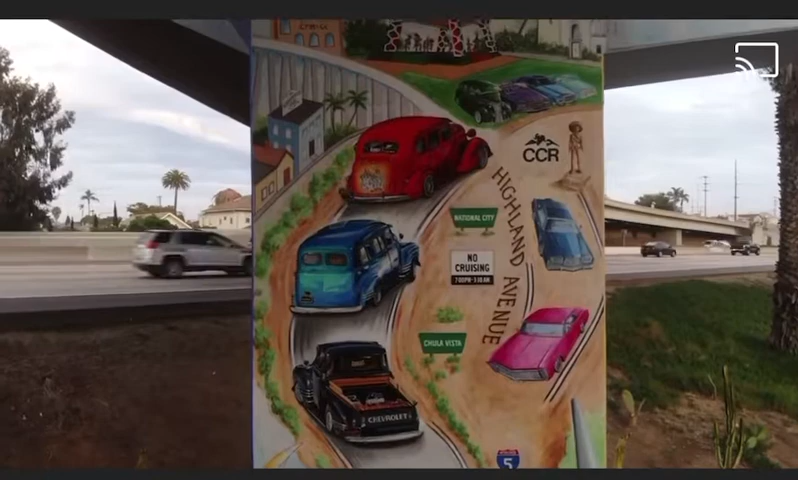 CCR
HIGHLAND AVENUE
NATIONAL CITY
NO
CRUISING
CHULA VISTA
CHEVROLET
5